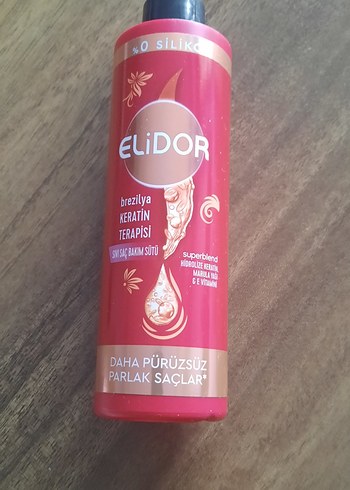 %0 SİLİKO
ELiDOR
brezilya
KERATİN
TERAPİSİ
SIVI SAÇ BAKIM SÜTÜ
superblend
HİDROLİZE KERATİN
MARULA YAĞI
& E VİTAMİNİ
DAHA PÜRÜZSÜZ
PARLAK SAÇLAR*